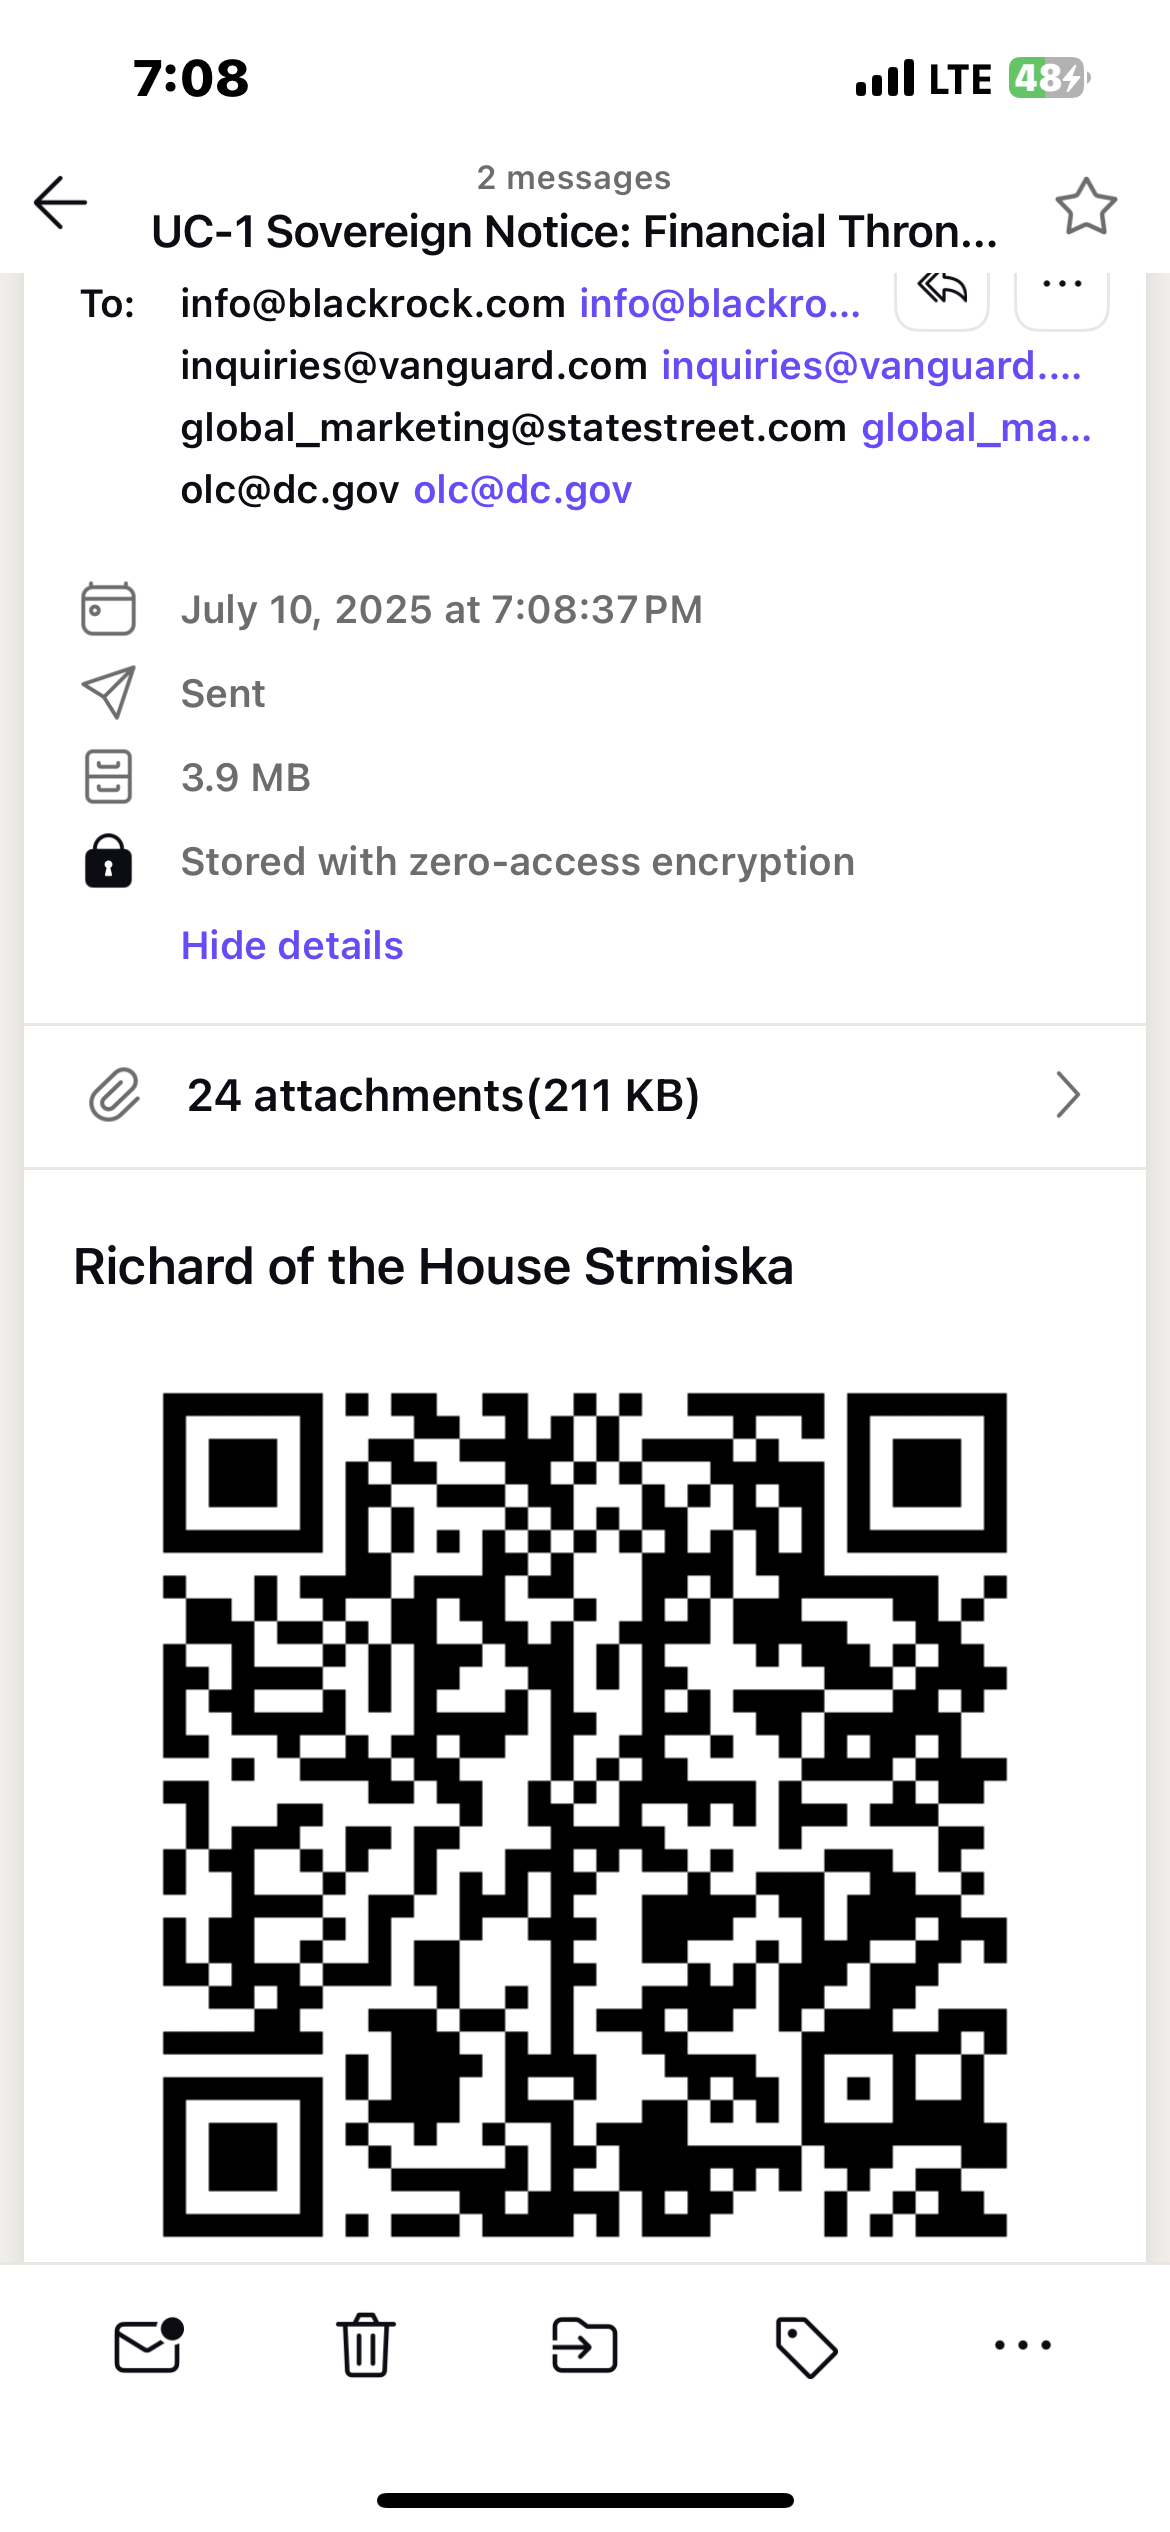 7:08
LTE 48
2 messages
UC-1 Sovereign Notice: Financial Thron...
To: info@blackrock.com info@blackro...
inquiries@vanguard.com inquiries@vanguard....
global_marketing@statestreet.com global_ma...
olc@dc.gov olc@dc.gov
July 10, 2025 at 7:08:37 PM
Sent
3.9 MB
Stored with zero-access encryption
Hide details
24 attachments(211 KB)
Richard of the House Strmiska